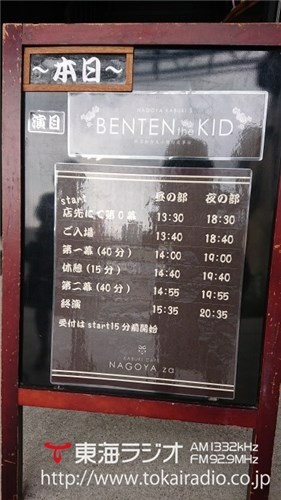 ～本日～
演目
NAGOYA KABUKI 3
BENTEN the KID
start 昼の部 夜の部
店先にて第0幕 13:30 18:30
ご入場 13:40 18:40
第一幕(40分) 14:00 19:00
休憩(15分) 14:40 19:40
第二幕(40分) 14:55 19:55
終演 15:35 20:35
受付はstart15分前開始
KABUKI CAFE
NAGOYA za
東海ラジオ AM1332kHz
FM92.9MHz
www.tokairadio.co.jp